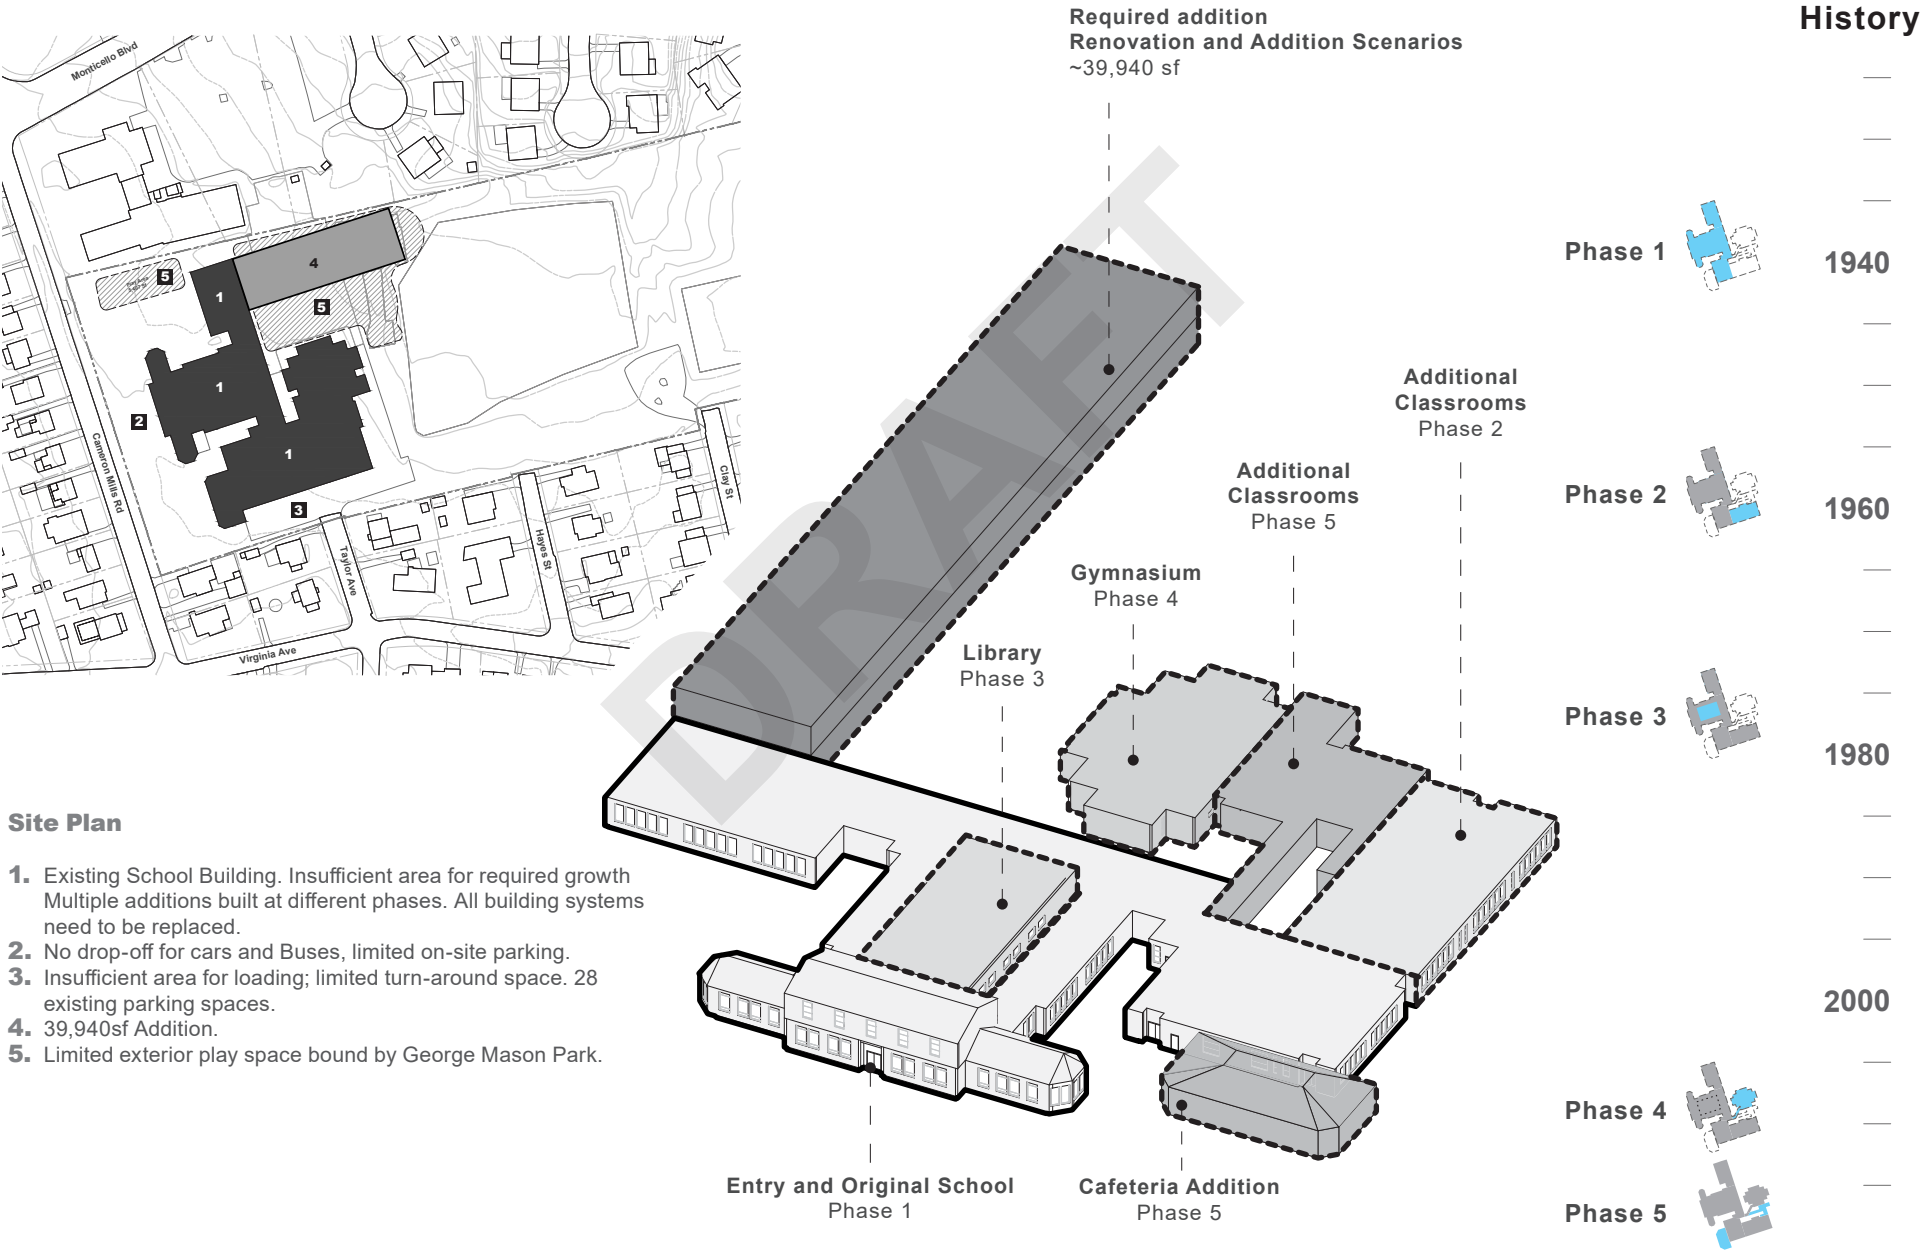 History
Required addition
Renovation and Addition Scenarios
~39,940 sf
Monticello Blvd
Cameron Mills Rd
Virginia Ave
Taylor Ave
Hayes St
Clay St
4
5
1
5
1
2
1
3
DRAFT
Additional
Classrooms
Phase 2
Additional
Classrooms
Phase 5
Gymnasium
Phase 4
Library
Phase 3
Entry and Original School
Phase 1
Cafeteria Addition
Phase 5
Site Plan
1. Existing School Building. Insufficient area for required growth
Multiple additions built at different phases. All building systems
need to be replaced.
2. No drop-off for cars and Buses, limited on-site parking.
3. Insufficient area for loading; limited turn-around space. 28
existing parking spaces.
4. 39,940sf Addition.
5. Limited exterior play space bound by George Mason Park.
Phase 1
1940
Phase 2
1960
Phase 3
1980
2000
Phase 4
Phase 5